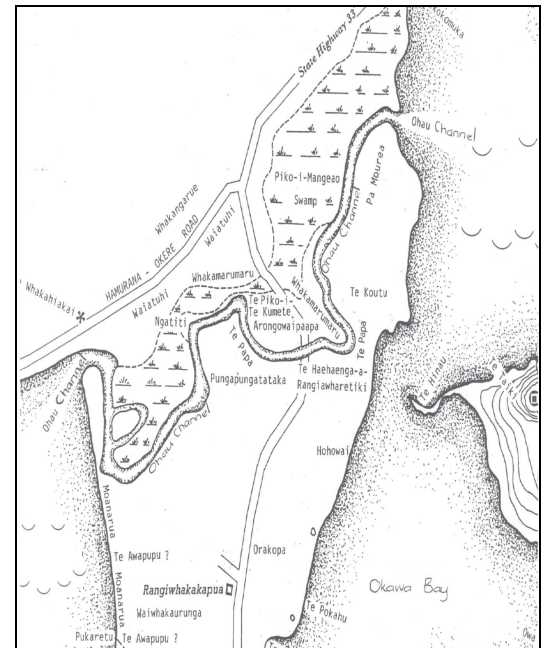 State Highway 33
Ohau Channel
Piko-i-Mangeao
Swamp
Pa Mourea
Ohau Channel
Whakangarue
HAMURANA - OKERE ROAD
Waiatuhi
Whakahiakai
Waiatuhi
Whakamarumaru
Whakamarumaru
Te Koutu
Ngatiti
Te Piko-i-
Te Kumete
Arongowaipaapa
Te Papa
Te Papa
Te Haehaenga-a-
Rangiawharetiki
Pungapungatataka
Ohau Channel
Ohau Channel
Te Hinau
Hohowai
Moanarua
Te Awapupu ?
Orakopa
Moanarua
Rangiwhakakapua
Okawa Bay
Waiwhakaurunga
Te Pokahu
Pukaretu
Te Awapupu ?